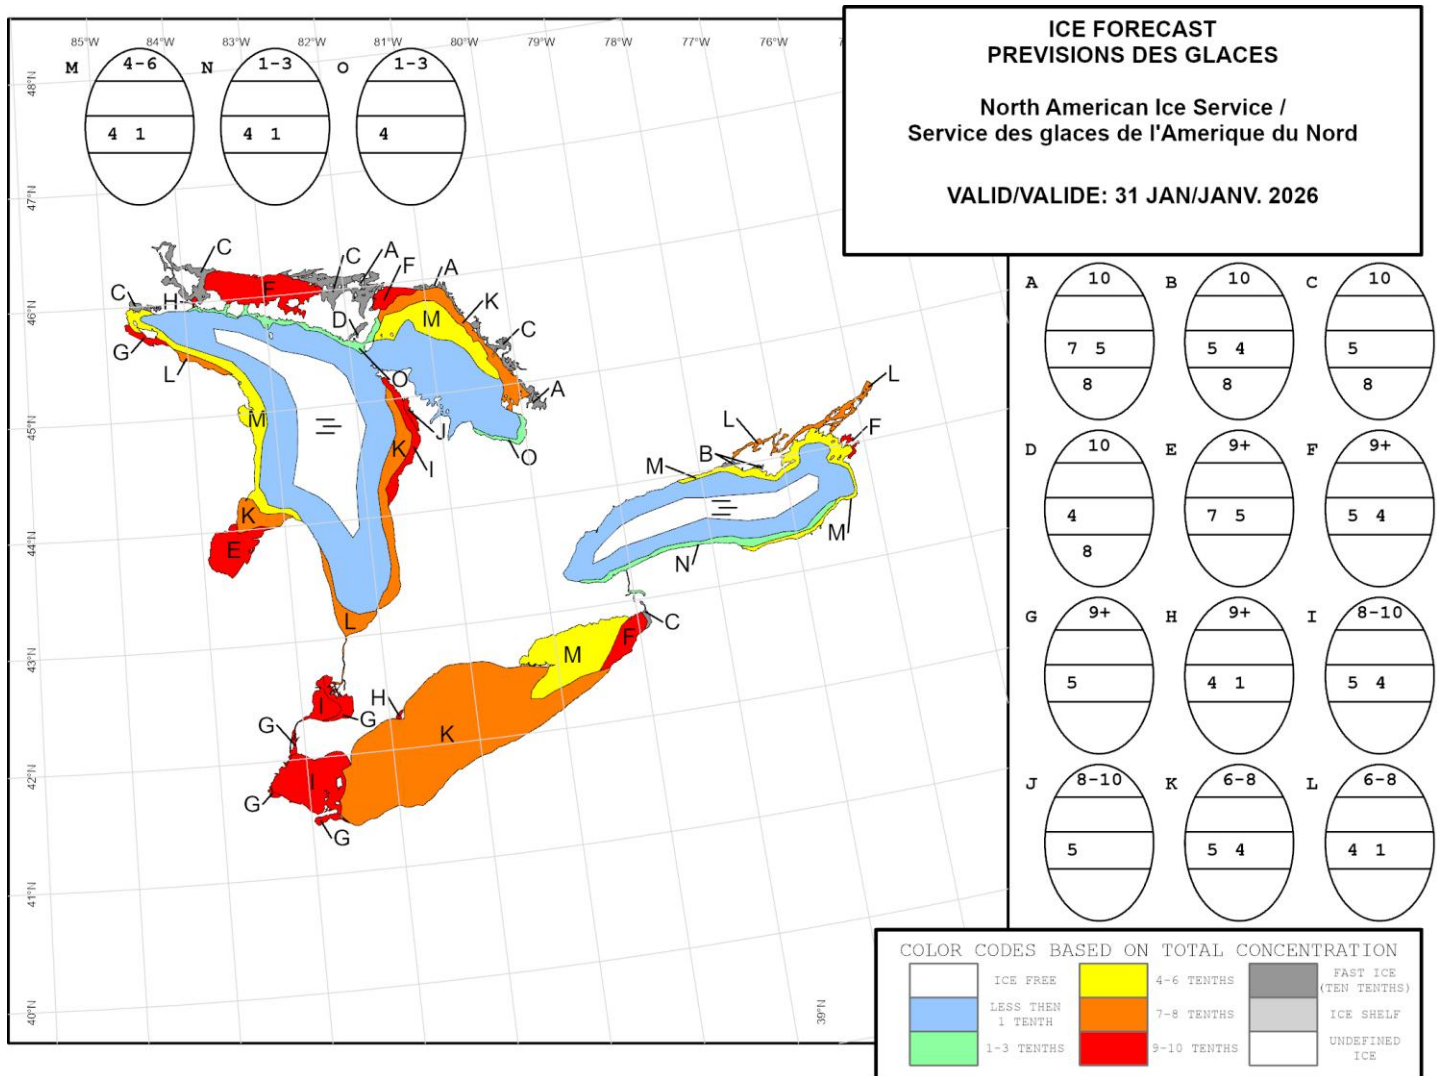 ICE FORECAST
PREVISIONS DES GLACES
North American Ice Service /
Service des glaces de l'Amerique du Nord
VALID/VALIDE: 31 JAN/JANV. 2026
85°W 84°W 83°W 82°W 81°W 80°W 79°W 78°W 77°W 76°W
48°N
47°N
46°N
45°N
44°N
43°N
42°N
41°N
40°N
39°N
M 4-6
4 1
N 1-3
4 1
O 1-3
4
C
C
A
F
A
C
H
F
K
D
M
C
G
L
O
A
M
J
K
I
O
K
E
L
L
L
F
B
M
M
N
C
F
M
I
H
G
G
K
I
G
G
A 10
7 5
8
B 10
5 4
8
C 10
5
8
D 10
4
8
E 9+
7 5
F 9+
5 4
G 9+
5
H 9+
4 1
I 8-10
5 4
J 8-10
5
K 6-8
5 4
L 6-8
4 1
COLOR CODES BASED ON TOTAL CONCENTRATION
ICE FREE
LESS THEN
1 TENTH
1-3 TENTHS
4-6 TENTHS
7-8 TENTHS
9-10 TENTHS
FAST ICE
(TEN TENTHS)
ICE SHELF
UNDEFINED
ICE